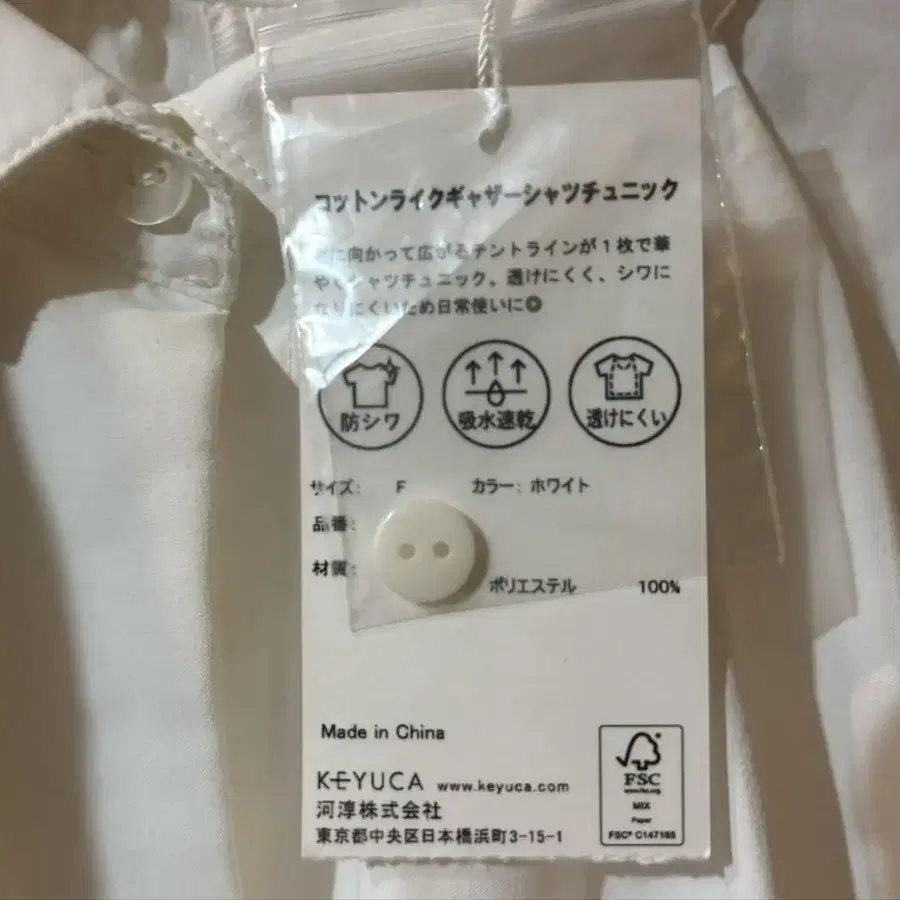 コットンライクギャザーシャツチュニック
に向かって広がるテントラインが1枚で華
やぐシャツチュニック。透けにくく、シワに
なりにくいため日常使いに◎
防シワ
吸水速乾
透けにくい
サイズ: F カラー: ホワイト
品番:
材質:
ポリエステル 100%
Made in China
KEYUCA www.keyuca.com
河淳株式会社
東京都中央区日本橋浜町3-15-1
FSC
www.fsc.org
MIX
Paper
FSC® C147165